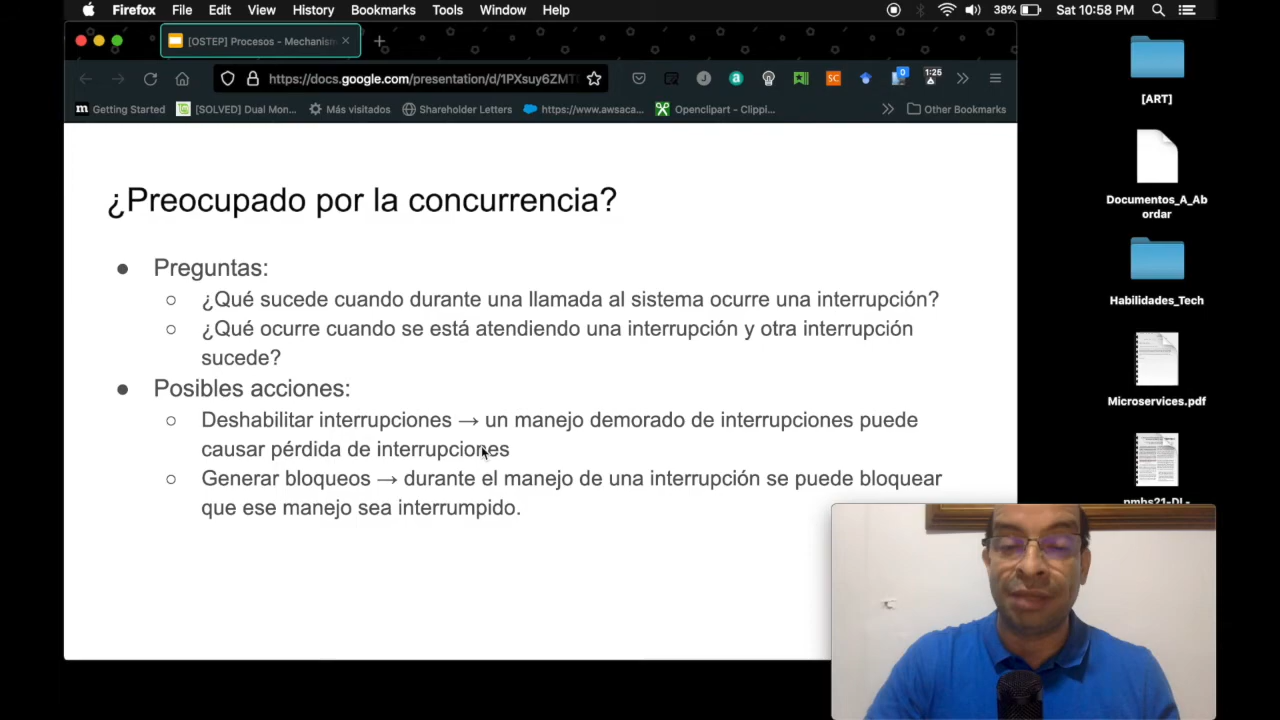 Firefox File Edit View History Bookmarks Tools Window Help 38% Sat 10:58 PM
[OSTEP] Procesos - Mechanism
https://docs.google.com/presentation/d/1PXsuy6ZMT 0 1:25
Getting Started [SOLVED] Dual Mon... Más visitados Shareholder Letters https://www.awsaca... Openclipart - Clippi... Other Bookmarks
¿Preocupado por la concurrencia?
● Preguntas:
○ ¿Qué sucede cuando durante una llamada al sistema ocurre una interrupción?
○ ¿Qué ocurre cuando se está atendiendo una interrupción y otra interrupción
sucede?
● Posibles acciones:
○ Deshabilitar interrupciones → un manejo demorado de interrupciones puede
causar pérdida de interrupciones
○ Generar bloqueos → durante el manejo de una interrupción se puede bloquear
que ese manejo sea interrumpido.
[ART]
Documentos_A_Ab
ordar
Habilidades_Tech
Microservices.pdf